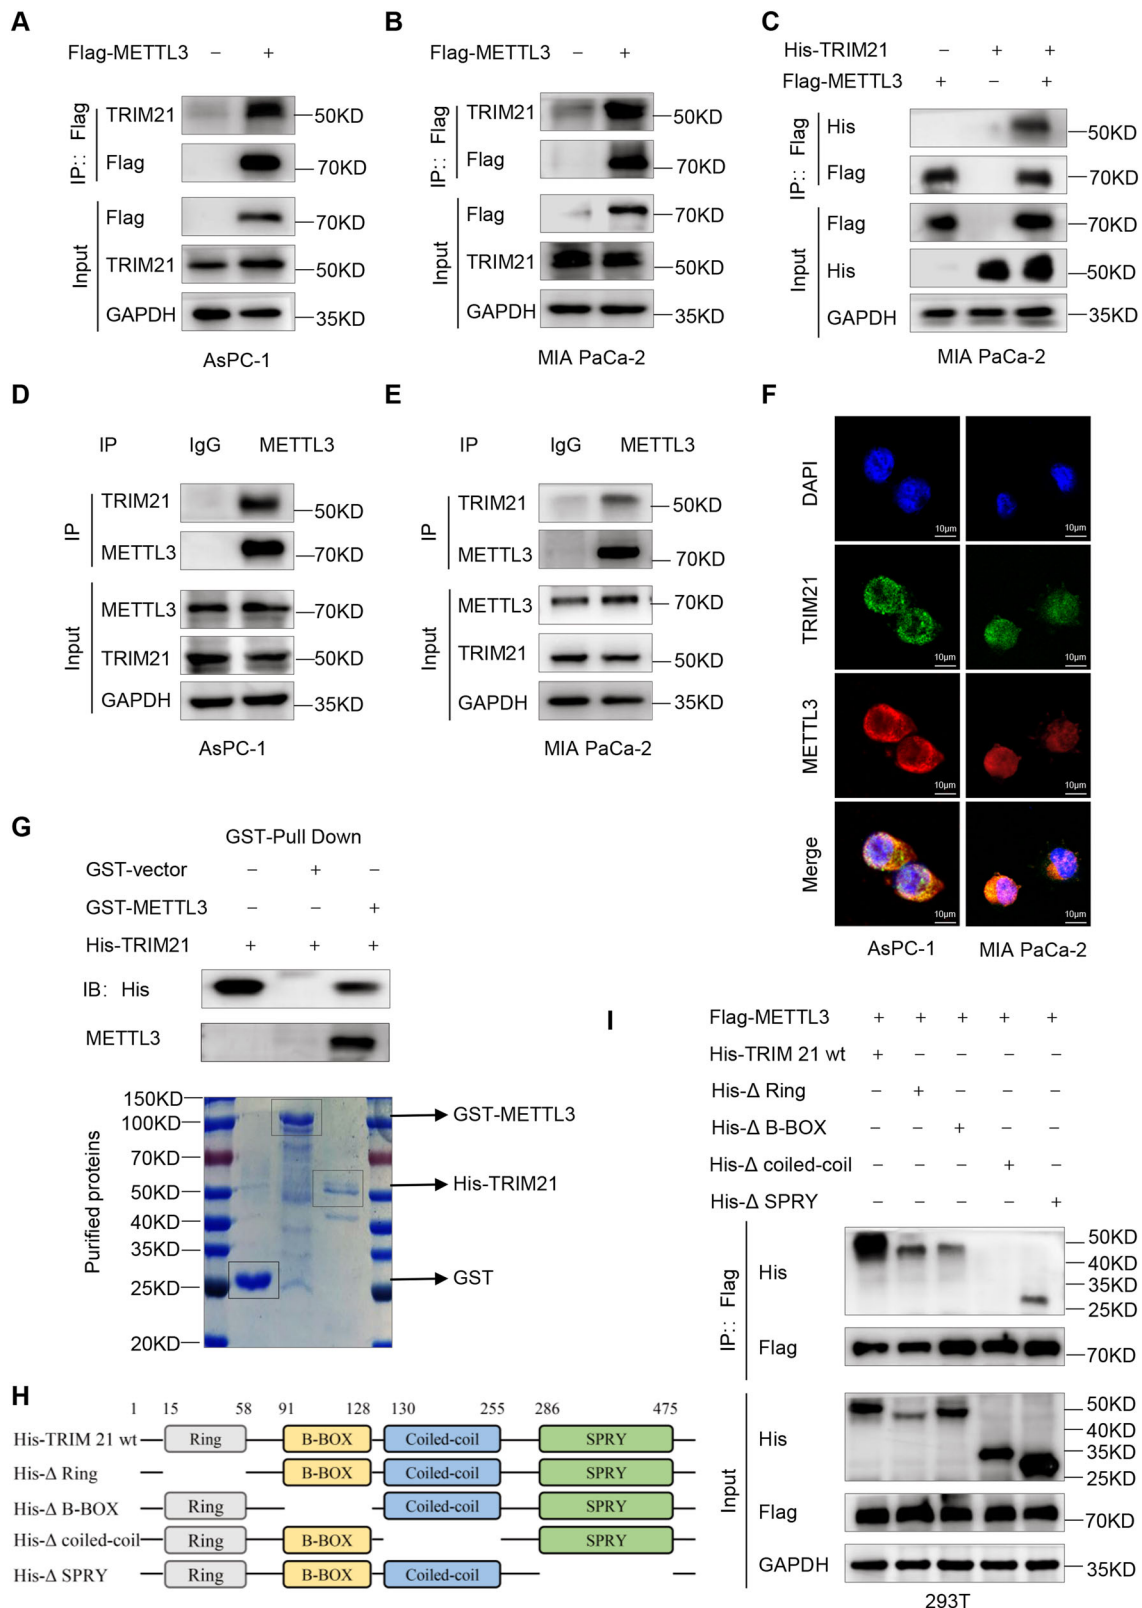 A
Flag-METTL3 – +
IP:: Flag
TRIM21 50KD
Flag 70KD
Input
Flag 70KD
TRIM21 50KD
GAPDH 35KD
AsPC-1
B
Flag-METTL3 – +
IP:: Flag
TRIM21 50KD
Flag 70KD
Input
Flag 70KD
TRIM21 50KD
GAPDH 35KD
MIA PaCa-2
C
His-TRIM21 – + +
Flag-METTL3 + – +
IP:: Flag
His 50KD
Flag 70KD
Input
Flag 70KD
His 50KD
GAPDH 35KD
MIA PaCa-2
D
IP IgG METTL3
IP
TRIM21 50KD
METTL3 70KD
Input
METTL3 70KD
TRIM21 50KD
GAPDH 35KD
AsPC-1
E
IP IgG METTL3
IP
TRIM21 50KD
METTL3 70KD
Input
METTL3 70KD
TRIM21 50KD
GAPDH 35KD
MIA PaCa-2
F
DAPI
10μm 10μm
TRIM21
10μm 10μm
METTL3
10μm 10μm
Merge
10μm 10μm
AsPC-1 MIA PaCa-2
G
GST-Pull Down
GST-vector – + –
GST-METTL3 – – +
His-TRIM21 + + +
IB: His
METTL3
Purified proteins
150KD
100KD GST-METTL3
70KD
50KD His-TRIM21
40KD
35KD
25KD GST
20KD
H
1 15 58 91 128 130 255 286 475
His-TRIM 21 wt Ring B-BOX Coiled-coil SPRY
His-Δ Ring B-BOX Coiled-coil SPRY
His-Δ B-BOX Ring Coiled-coil SPRY
His-Δ coiled-coil Ring B-BOX SPRY
His-Δ SPRY Ring B-BOX Coiled-coil
I
Flag-METTL3 + + + + +
His-TRIM 21 wt + – – – –
His-Δ Ring – + – – –
His-Δ B-BOX – – + – –
His-Δ coiled-coil – – – + –
His-Δ SPRY – – – – +
IP:: Flag
His
50KD
40KD
35KD
25KD
Flag 70KD
Input
His
50KD
40KD
35KD
25KD
Flag 70KD
GAPDH 35KD
293T